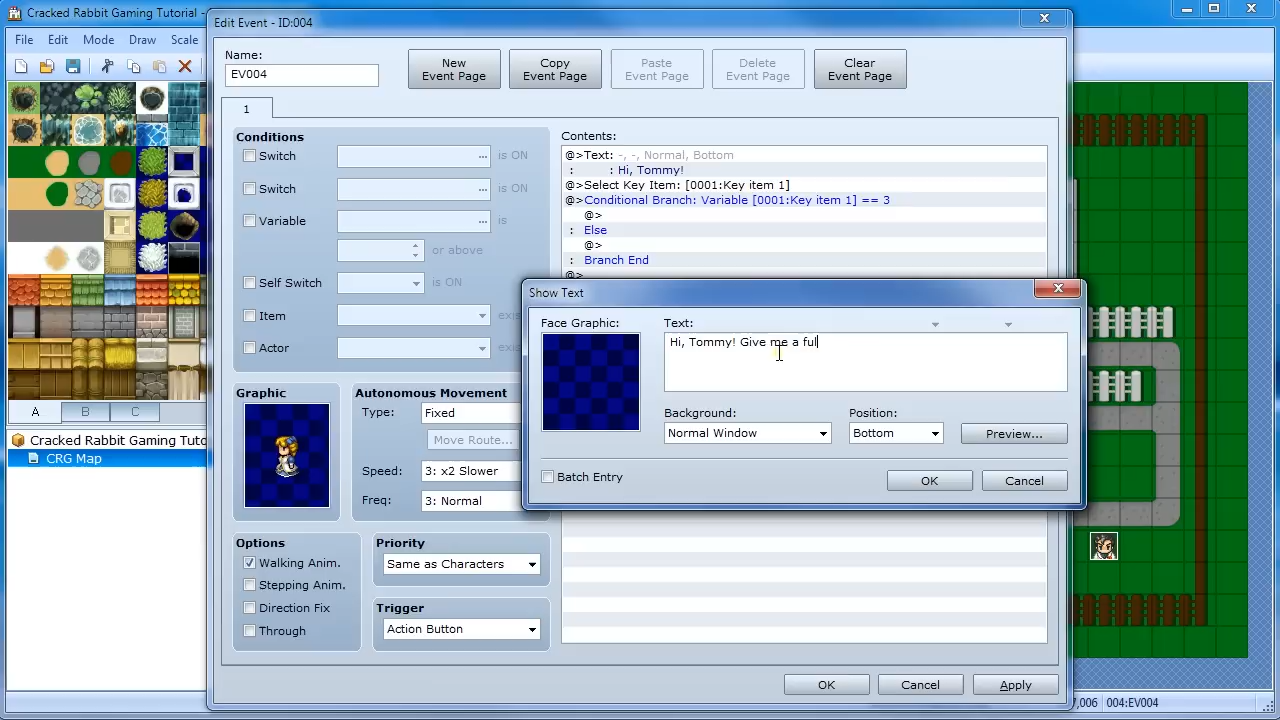 Cracked Rabbit Gaming Tutorial -
File Edit Mode Draw Scale
A B C
Cracked Rabbit Gaming Tuto
CRG Map
Edit Event - ID:004
Name:
EV004
New Event Page
Copy Event Page
Paste Event Page
Delete Event Page
Clear Event Page
1
Conditions
Switch ... is ON
Switch ... is ON
Variable ... is
or above
Self Switch is ON
Item exis
Actor exis
Graphic
Autonomous Movement
Type: Fixed
Move Route...
Speed: 3: x2 Slower
Freq: 3: Normal
Options
Walking Anim.
Stepping Anim.
Direction Fix
Through
Priority
Same as Characters
Trigger
Action Button
Contents:
@>Text: -, -, Normal, Bottom
: : Hi, Tommy!
@>Select Key Item: [0001:Key item 1]
@>Conditional Branch: Variable [0001:Key item 1] == 3
@>
: Else
@>
: Branch End
@>
Show Text
Face Graphic:
Text:
Hi, Tommy! Give me a ful
Background:
Normal Window
Position:
Bottom
Preview...
Batch Entry
OK
Cancel
OK
Cancel
Apply
7,006 004:EV004